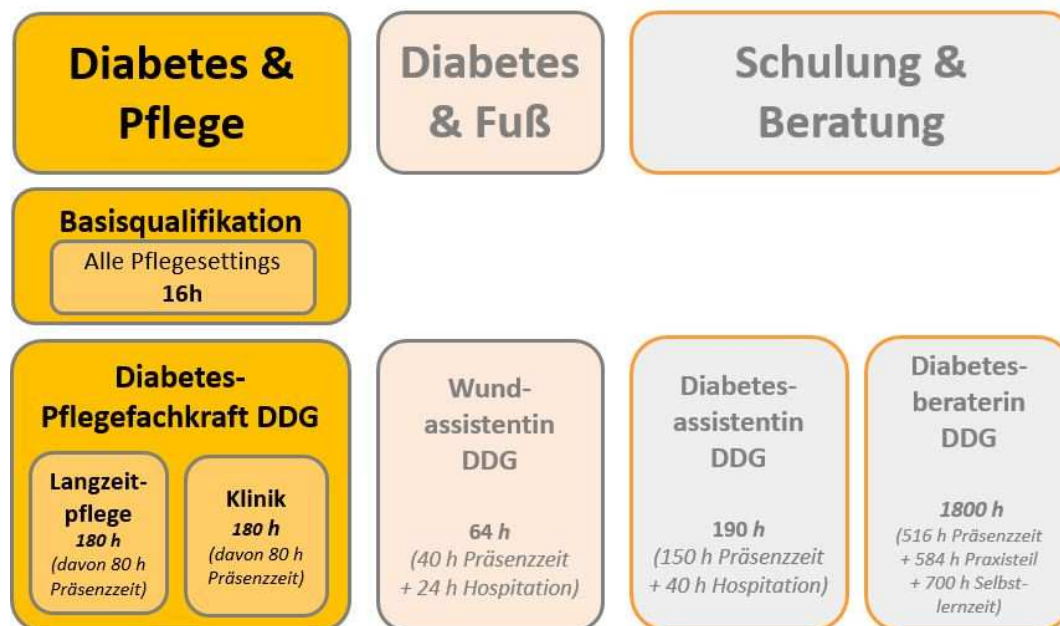 Diabetes &
Pflege
Diabetes
& Fuß
Schulung &
Beratung
Basisqualifikation
Alle Pflegesettings
16h
Diabetes-
Pflegefachkraft DDG
Langzeit-
pflege
180 h
(davon 80 h
Präsenzzeit)
Klinik
180 h
(davon 80 h
Präsenzzeit)
Wund-
assistentin
DDG
64 h
(40 h Präsenzzeit
+ 24 h Hospitation)
Diabetes-
assistentin
DDG
190 h
(150 h Präsenzzeit
+ 40 h Hospitation)
Diabetes-
beraterin
DDG
1800 h
(516 h Präsenzzeit
+ 584 h Praxisteil
+ 700 h Selbst-
lernzeit)